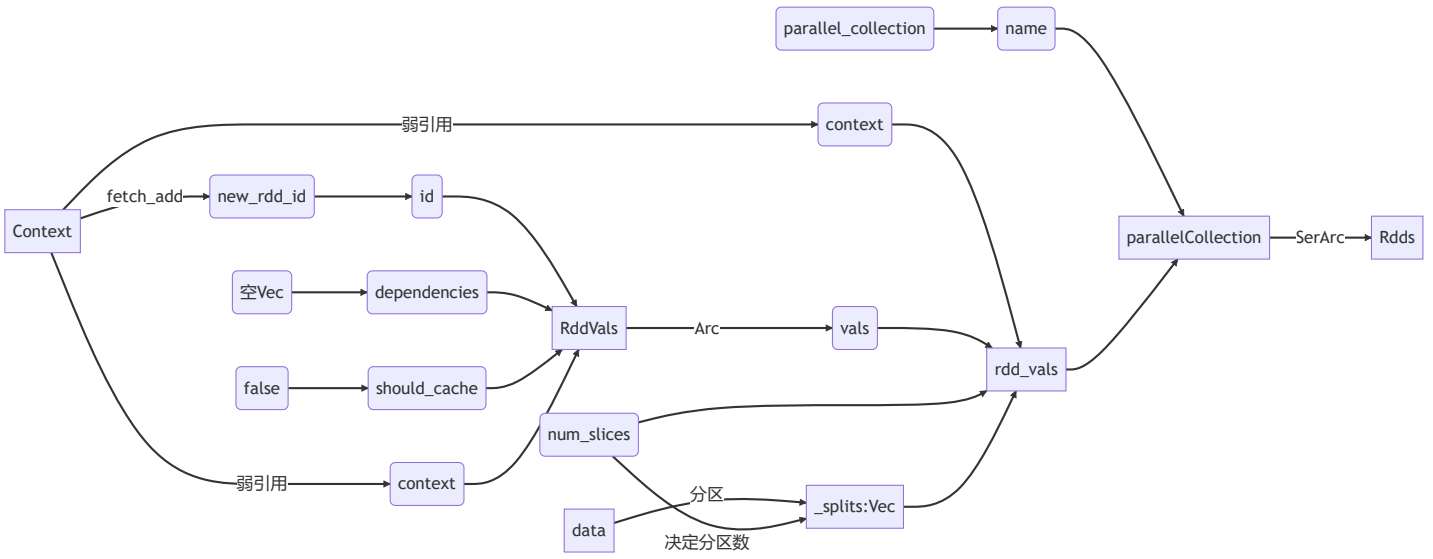 parallel_collection
name
弱引用
context
fetch_add
new_rdd_id
id
Context
parallelCollection
SerArc
Rdds
空Vec
dependencies
RddVals
Arc
vals
rdd_vals
false
should_cache
num_slices
弱引用
context
分区
_splits:Vec
data
决定分区数